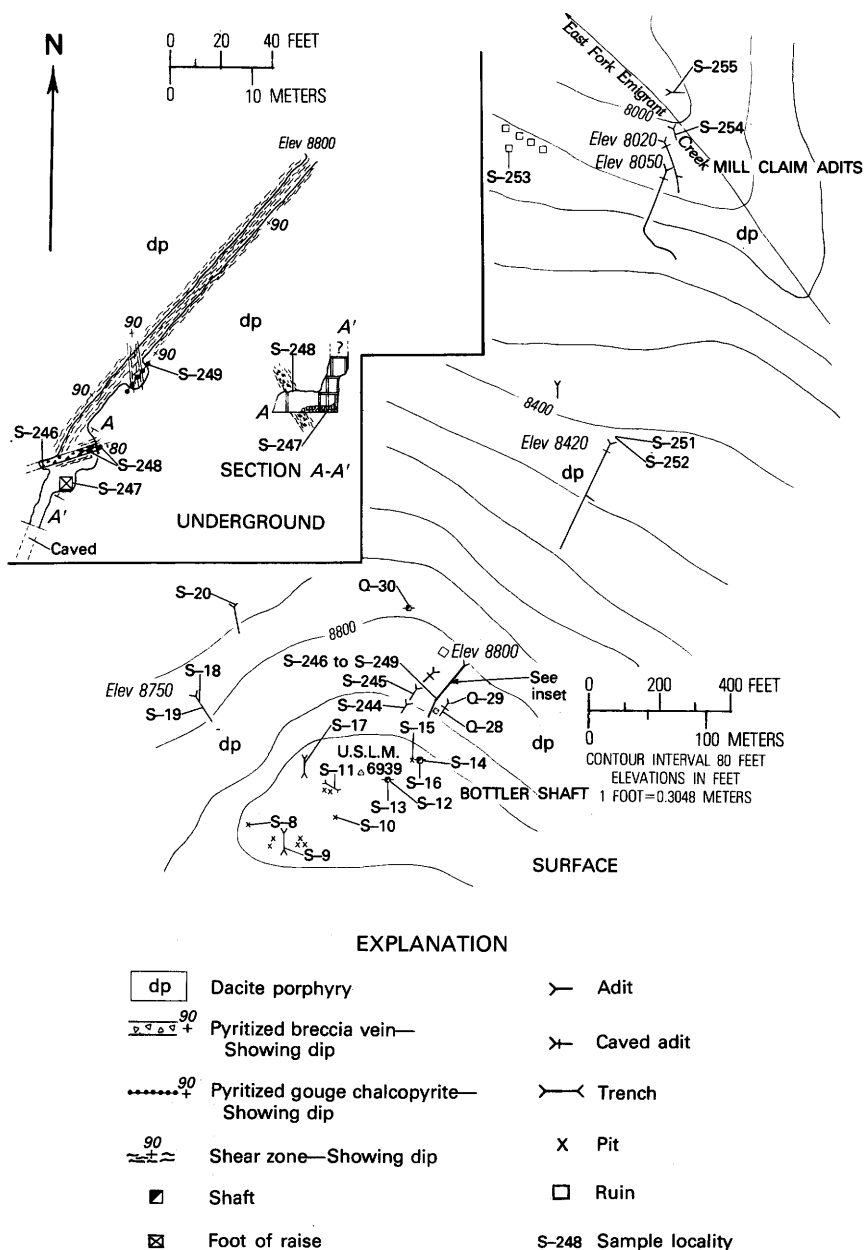 N
0 20 40 FEET
0 10 METERS
Elev 8800
90
dp
dp
90
90
S-249
90
S-246
A
80
S-248
S-247
A'
Caved
A'
?
S-248
A
S-247
SECTION A-A'
UNDERGROUND
East Fork Emigrant Creek
S-255
8000
S-254
Elev 8020
Elev 8050
MILL CLAIM ADITS
S-253
dp
8400
Elev 8420
S-251
S-252
dp
S-20
Q-30
8800
Elev 8800
S-246 to S-249
See
inset
S-18
Elev 8750
S-245
S-19
S-244
Q-29
Q-28
dp
S-17
S-15
dp
U.S.L.M.
6939
S-11
S-14
S-16
S-13
S-12
BOTTLER SHAFT
S-8
S-10
S-9
0 200 400 FEET
0 100 METERS
CONTOUR INTERVAL 80 FEET
ELEVATIONS IN FEET
1 FOOT=0.3048 METERS
SURFACE
EXPLANATION
dp Dacite porphyry
90 Pyritized breccia vein—
Showing dip
90 Pyritized gouge chalcopyrite—
Showing dip
90 Shear zone—Showing dip
Shaft
Foot of raise
Adit
Caved adit
Trench
X Pit
Ruin
S-248 Sample locality